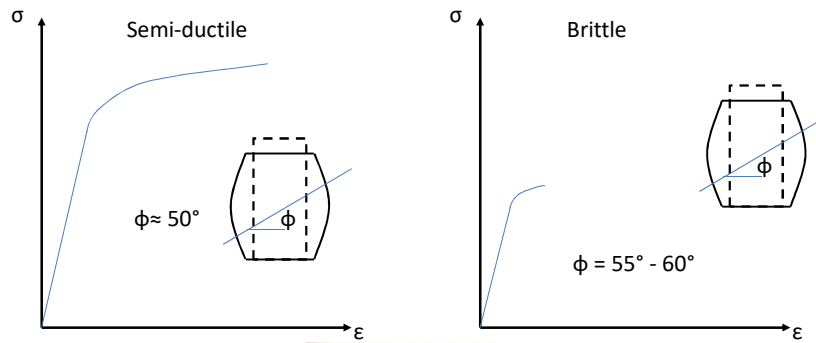 σ
Semi-ductile
ϕ≈ 50°
ϕ
ε
σ
Brittle
ϕ
ϕ = 55° - 60°
ε